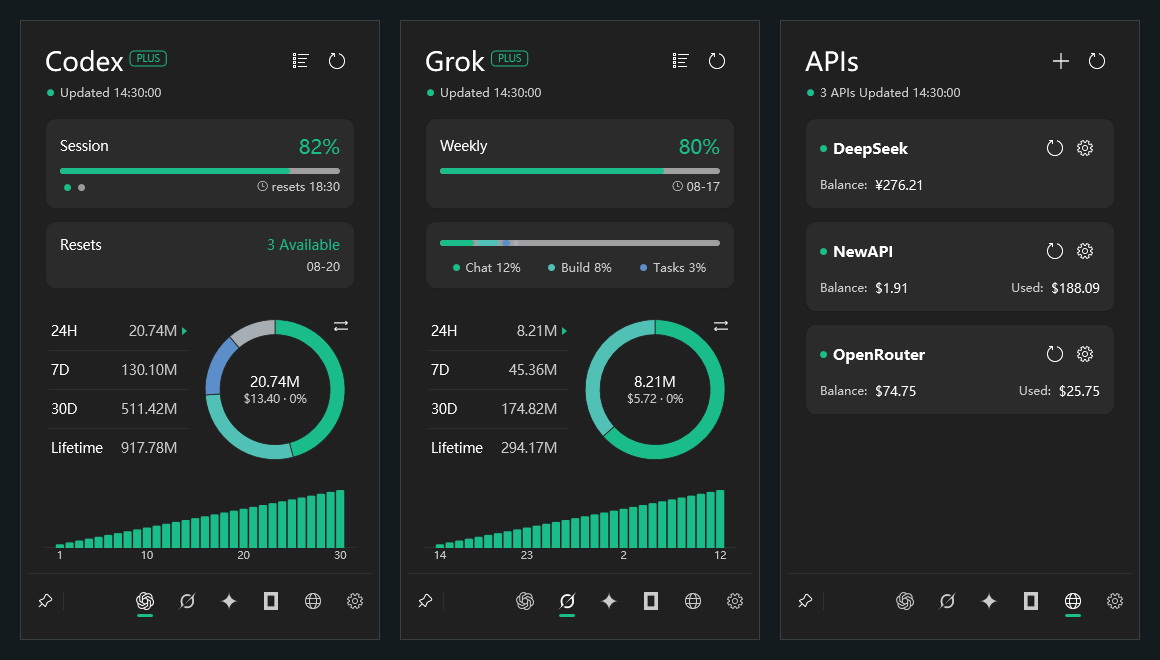 Codex PLUS
Updated 14:30:00
Session 82%
resets 18:30
Resets 3 Available
08-20
24H 20.74M
7D 130.10M
30D 511.42M
Lifetime 917.78M
20.74M
$13.40 · 0%
1 10 20 30
Grok PLUS
Updated 14:30:00
Weekly 80%
08-17
Chat 12% Build 8% Tasks 3%
24H 8.21M
7D 45.36M
30D 174.82M
Lifetime 294.17M
8.21M
$5.72 · 0%
14 23 2 12
APIs
3 APIs Updated 14:30:00
DeepSeek
Balance: ¥276.21
NewAPI
Balance: $1.91 Used: $188.09
OpenRouter
Balance: $74.75 Used: $25.75